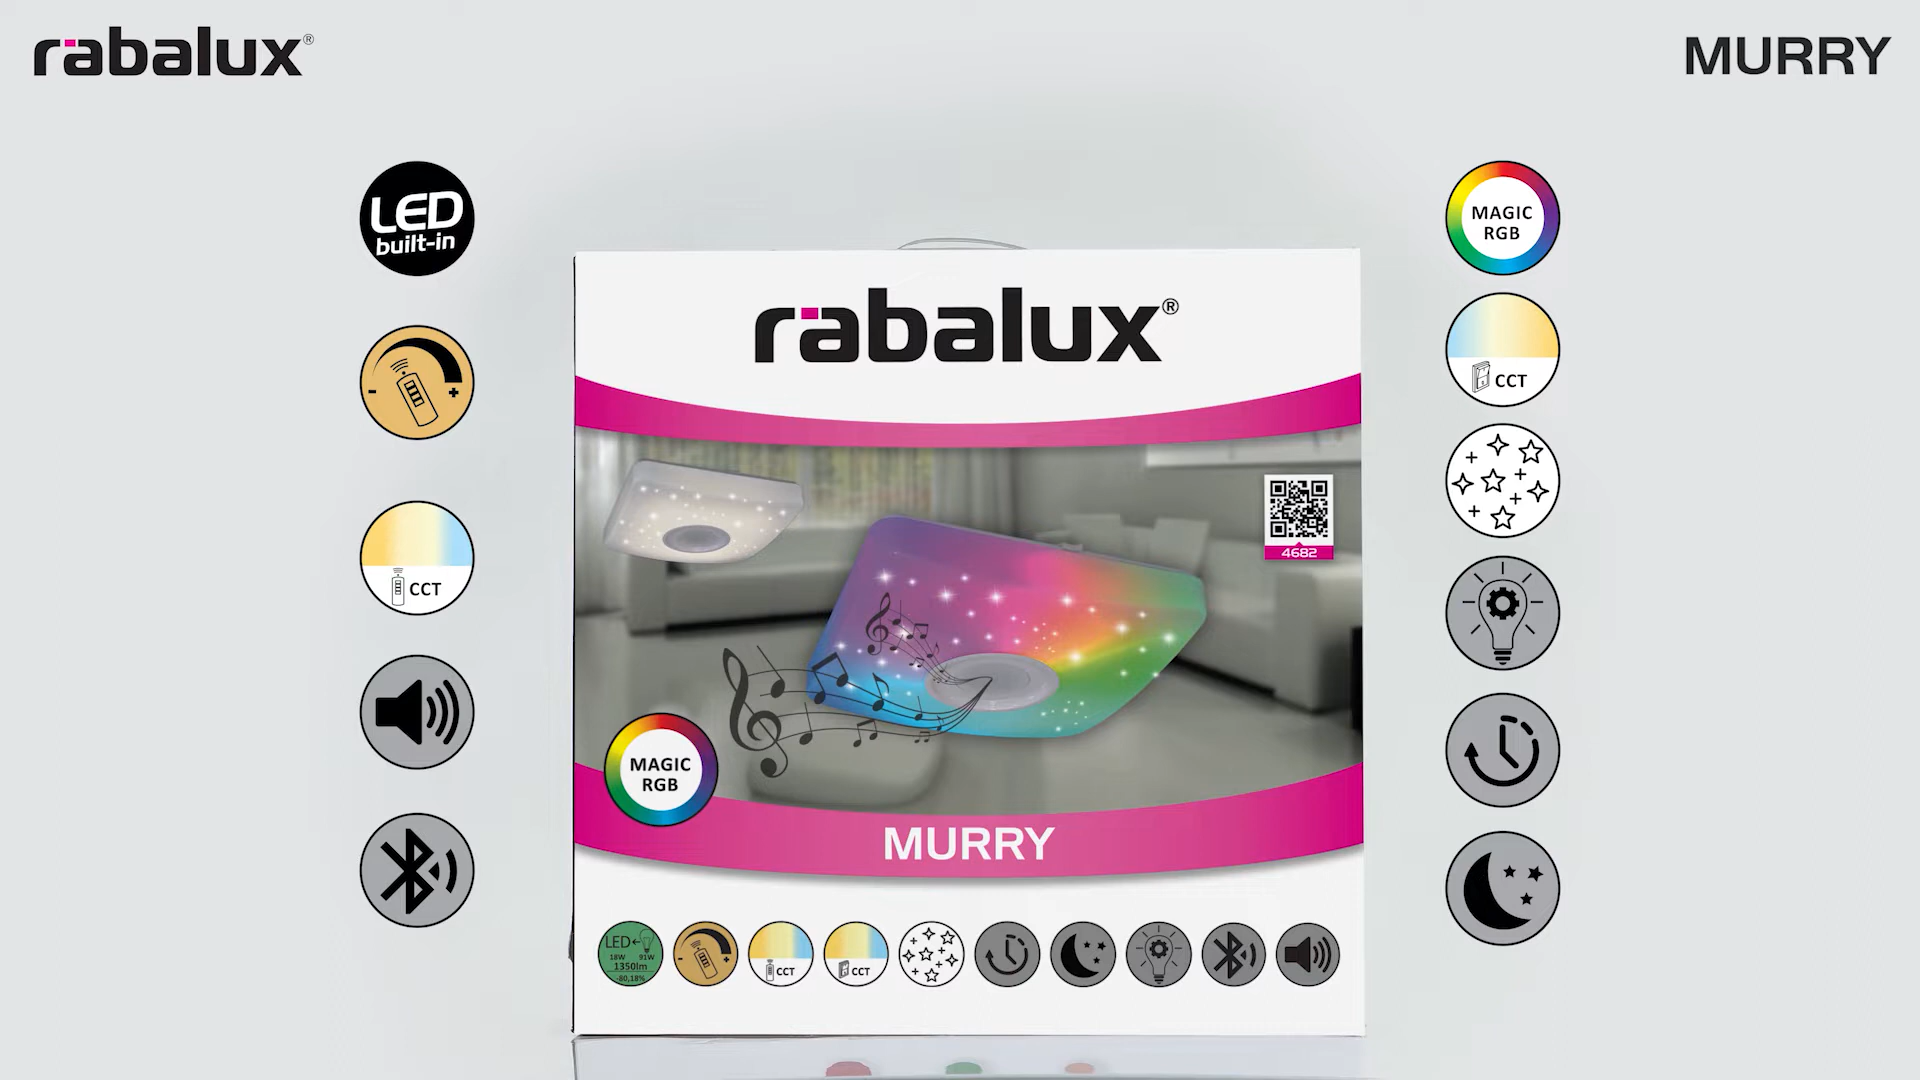 rabalux®
MURRY
LED
built-in
- +
CCT
MAGIC
RGB
CCT
rabalux®
4682
MAGIC
RGB
MURRY
LED
18W 91W
1350lm
-80,18%
- +
CCT
CCT